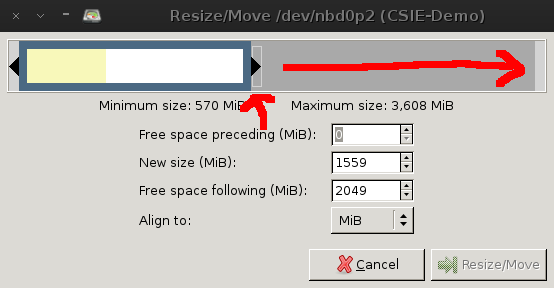 Resize/Move /dev/nbd0p2 (CSIE-Demo)
Minimum size: 570 MiB Maximum size: 3,608 MiB
Free space preceding (MiB): 0
New size (MiB): 1559
Free space following (MiB): 2049
Align to: MiB
Cancel Resize/Move